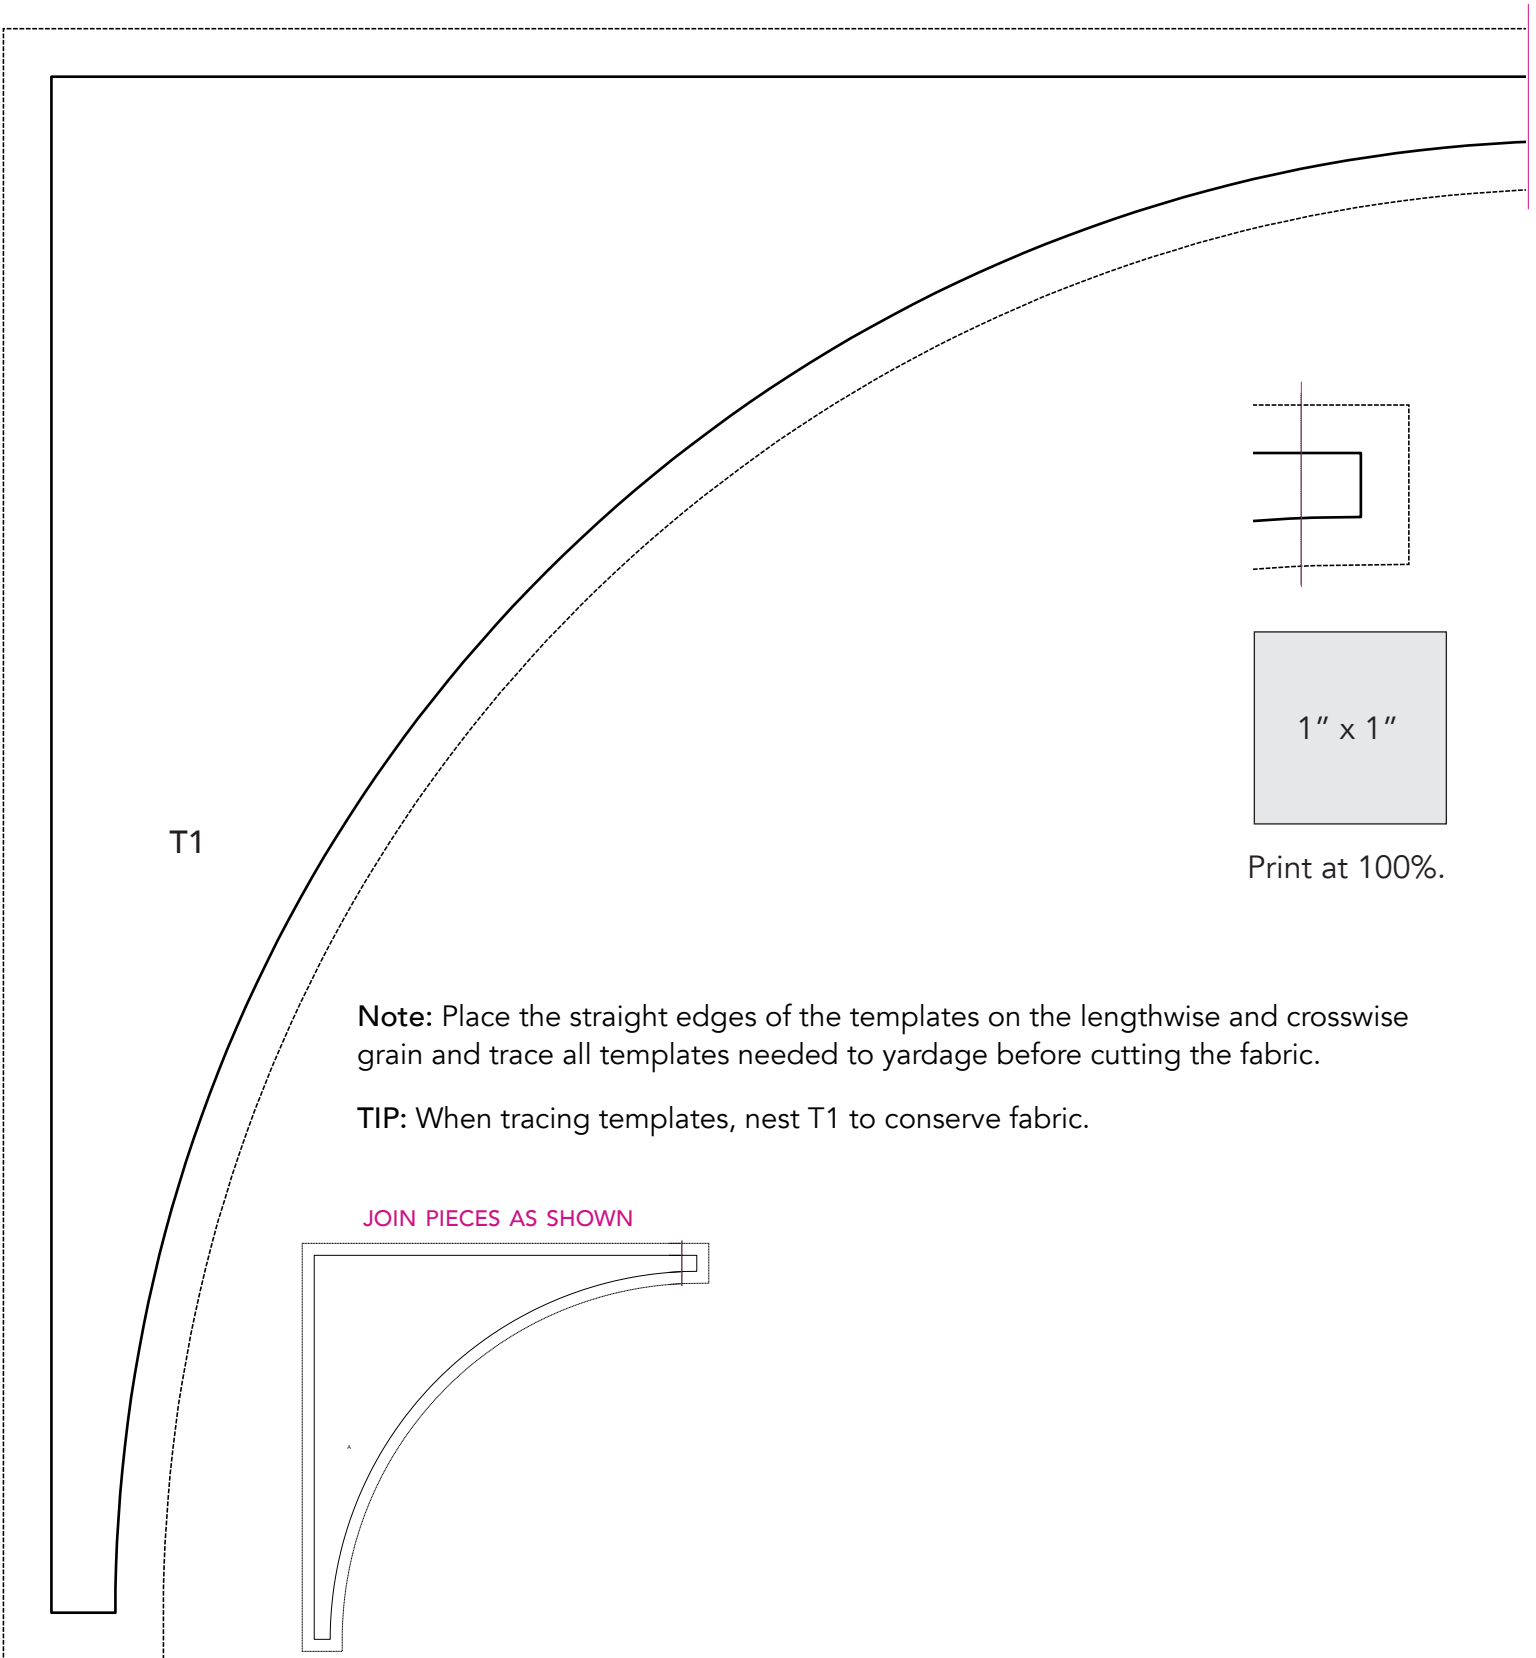 T1
1” x 1”
Print at 100%.
Note: Place the straight edges of the templates on the lengthwise and crosswise
grain and trace all templates needed to yardage before cutting the fabric.
TIP: When tracing templates, nest T1 to conserve fabric.
JOIN PIECES AS SHOWN
A